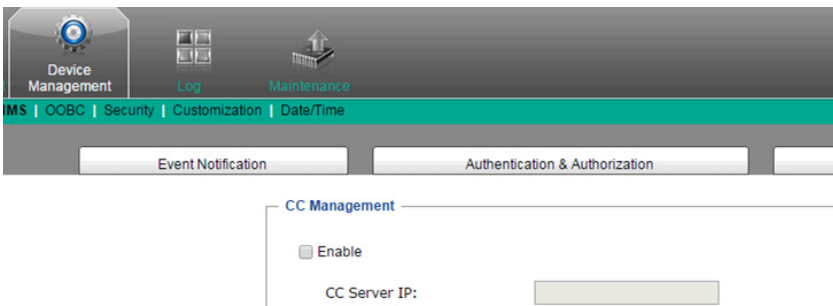 Device
Management
Log
Maintenance
MS | OOBC | Security | Customization | Date/Time
Event Notification
Authentication & Authorization
CC Management
Enable
CC Server IP: